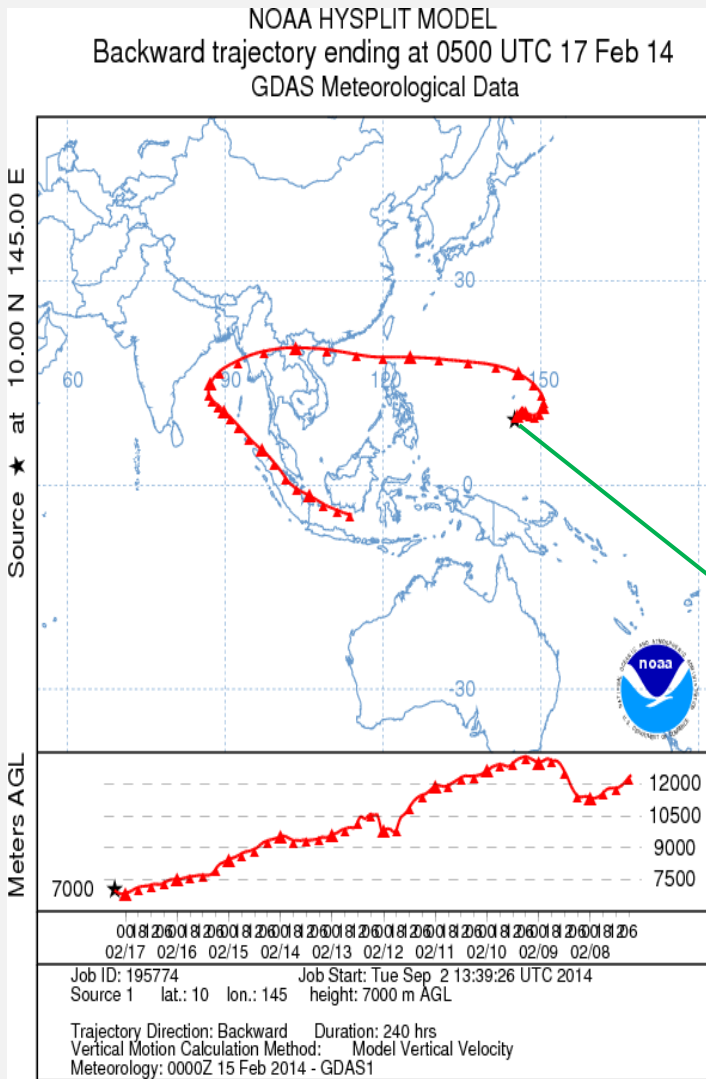 NOAA HYSPLIT MODEL
Backward trajectory ending at 0500 UTC 17 Feb 14
GDAS Meteorological Data
Source ★ at 10.00 N 145.00 E
30
60
90
120
150
0
-30
noaa
Meters AGL
12000
10500
9000
7500
7000
02/17 02/16 02/15 02/14 02/13 02/12 02/11 02/10 02/09 02/08
Job ID: 195774 Job Start: Tue Sep 2 13:39:26 UTC 2014
Source 1 lat.: 10 lon.: 145 height: 7000 m AGL
Trajectory Direction: Backward Duration: 240 hrs
Vertical Motion Calculation Method: Model Vertical Velocity
Meteorology: 0000Z 15 Feb 2014 - GDAS1